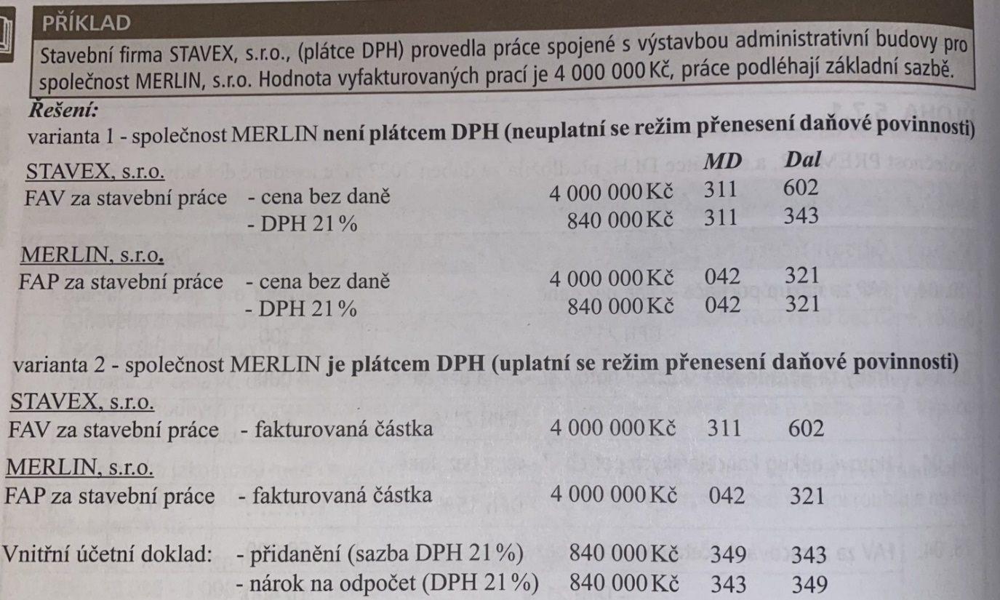 PŘÍKLAD
Stavební firma STAVEX, s.r.o., (plátce DPH) provedla práce spojené s výstavbou administrativní budovy pro
společnost MERLIN, s.r.o. Hodnota vyfakturovaných prací je 4 000 000 Kč, práce podléhají základní sazbě.
Řešení:
varianta 1 - společnost MERLIN není plátcem DPH (neuplatní se režim přenesení daňové povinnosti)
MD Dal
STAVEX, s.r.o.
FAV za stavební práce - cena bez daně 4 000 000 Kč 311 602
- DPH 21 % 840 000 Kč 311 343
MERLIN, s.r.o.
FAP za stavební práce - cena bez daně 4 000 000 Kč 042 321
- DPH 21 % 840 000 Kč 042 321
varianta 2 - společnost MERLIN je plátcem DPH (uplatní se režim přenesení daňové povinnosti)
STAVEX, s.r.o.
FAV za stavební práce - fakturovaná částka 4 000 000 Kč 311 602
MERLIN, s.r.o.
FAP za stavební práce - fakturovaná částka 4 000 000 Kč 042 321
Vnitřní účetní doklad: - přidanění (sazba DPH 21 %) 840 000 Kč 349 343
- nárok na odpočet (DPH 21 %) 840 000 Kč 343 349